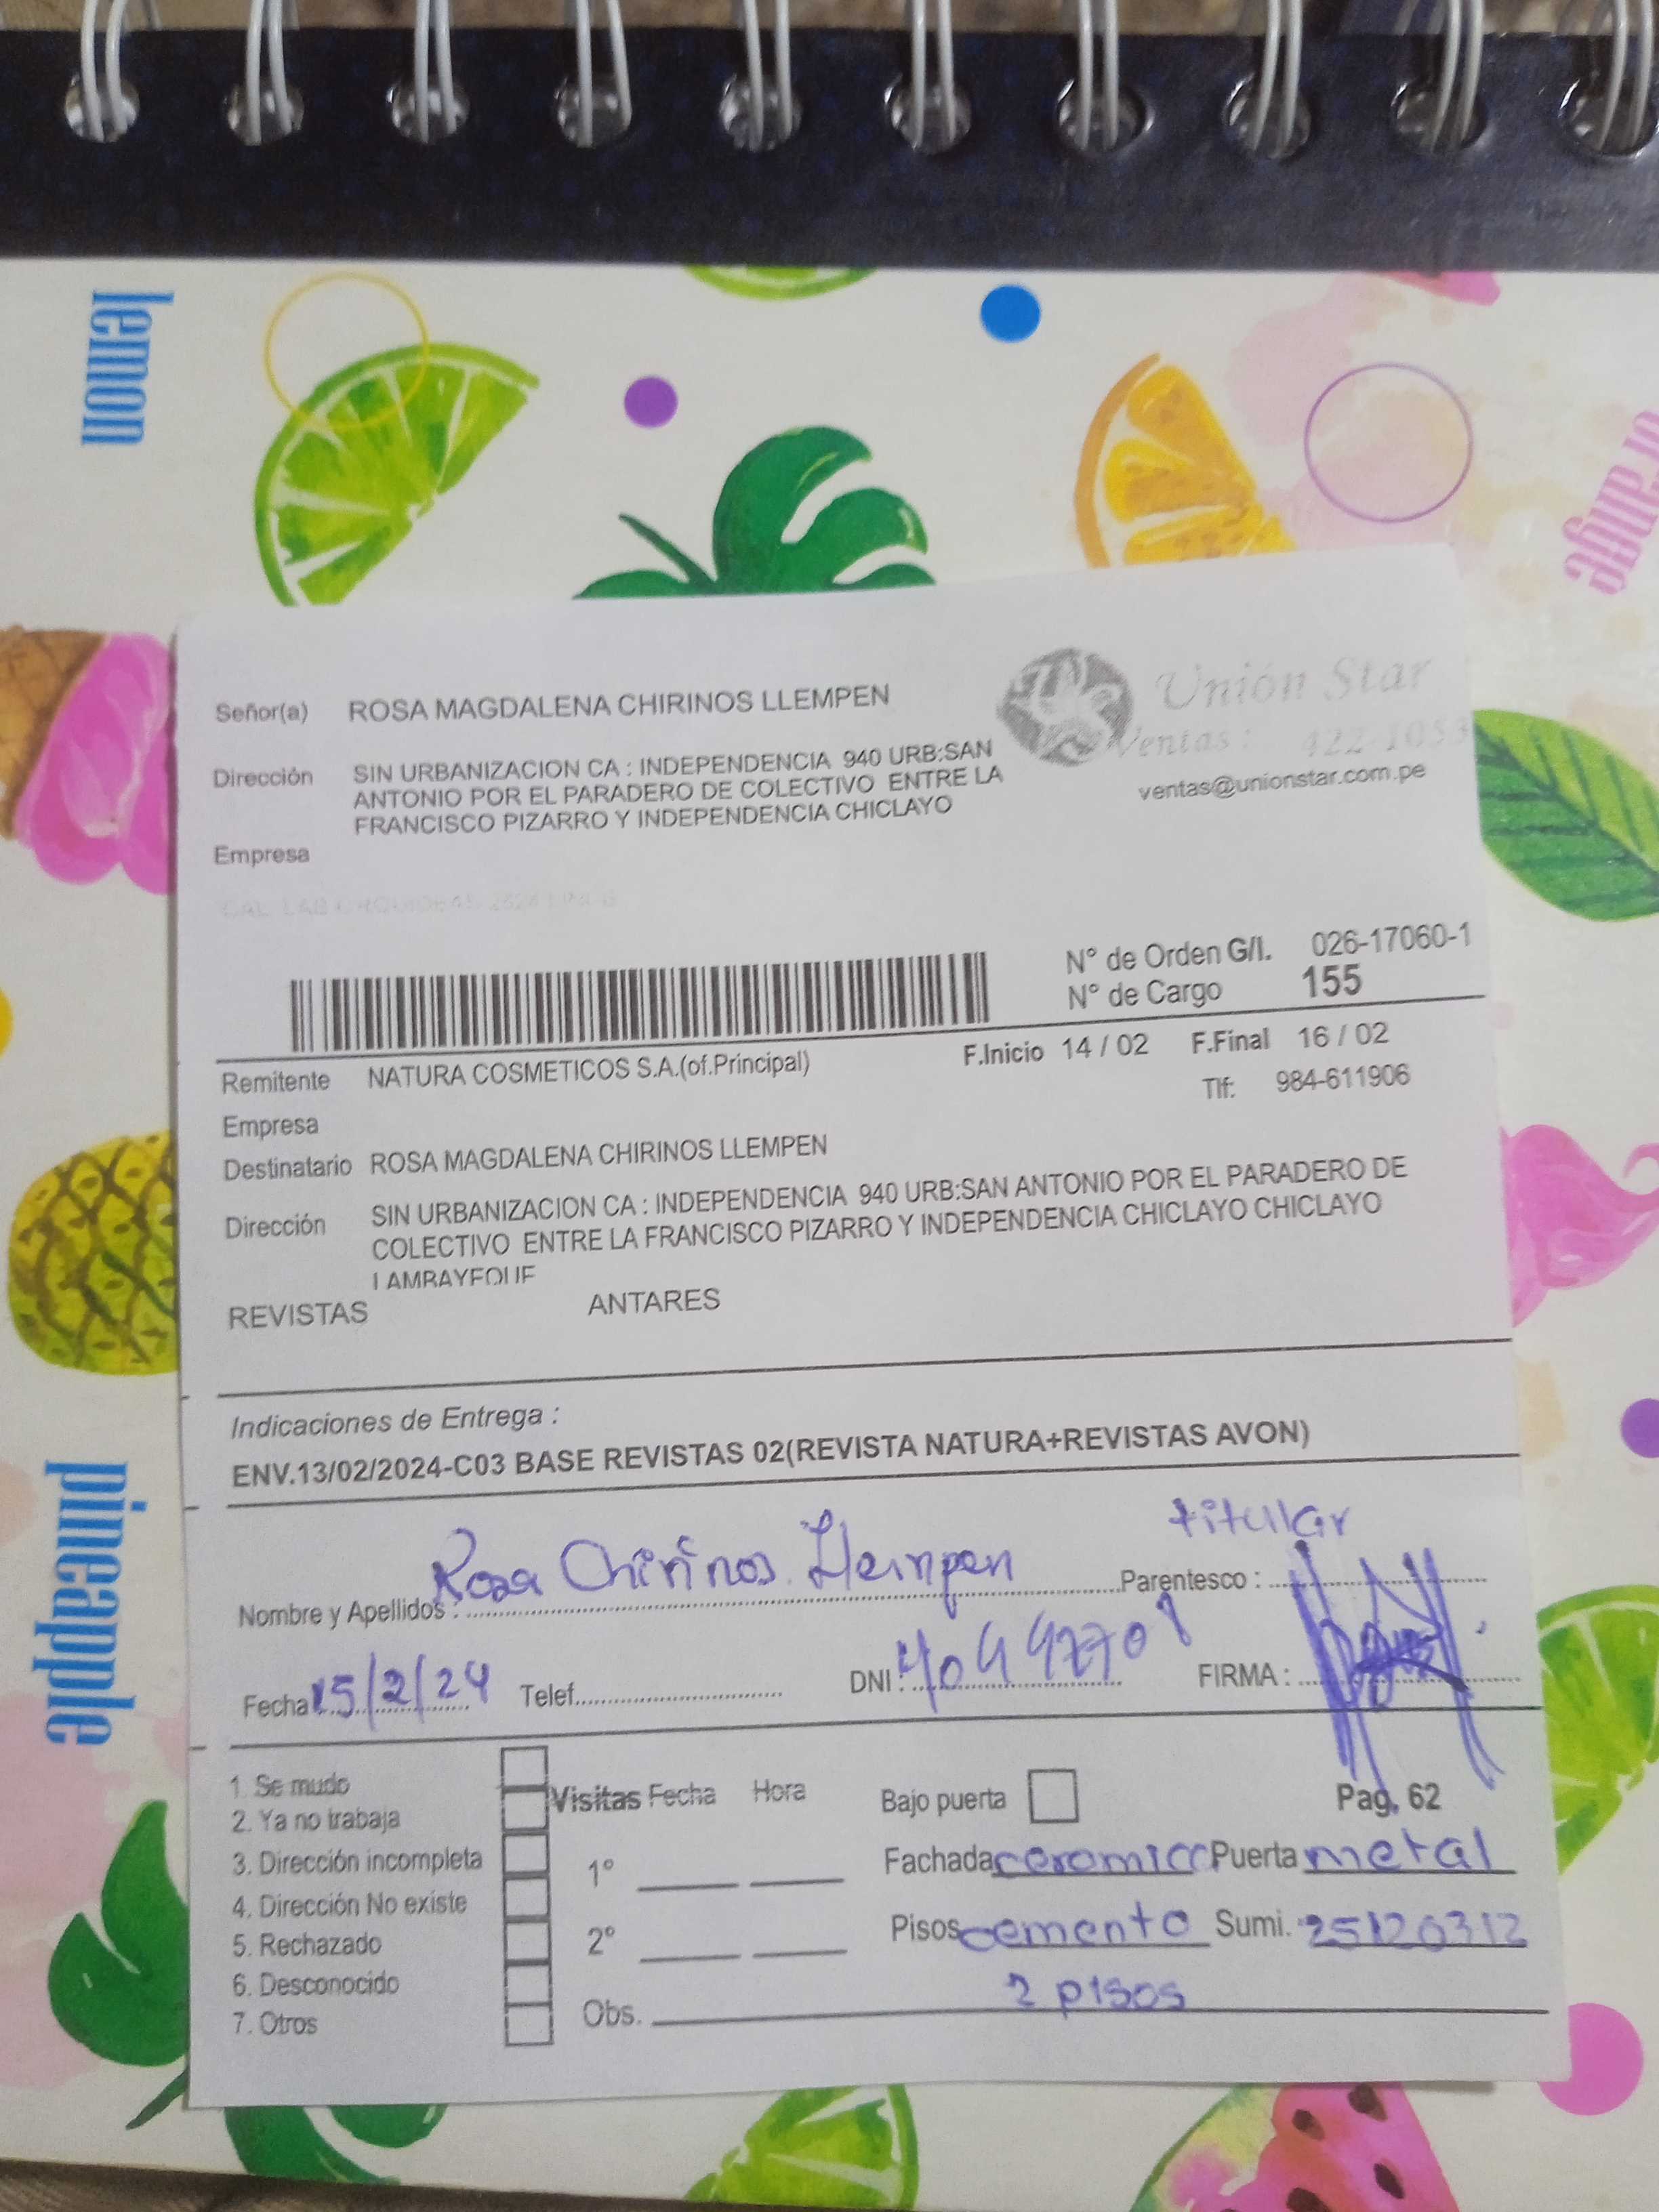 lemon
orange
Señor(a) ROSA MAGDALENA CHIRINOS LLEMPEN
Unión Star
Ventas : 422-1053
ventas@unionstar.com.pe
Dirección SIN URBANIZACION CA : INDEPENDENCIA 940 URB:SAN
ANTONIO POR EL PARADERO DE COLECTIVO ENTRE LA
FRANCISCO PIZARRO Y INDEPENDENCIA CHICLAYO
Empresa
N° de Orden G/I. 026-17060-1
N° de Cargo 155
Remitente NATURA COSMETICOS S.A.(of.Principal) F.Inicio 14 / 02 F.Final 16 / 02
Tlf: 984-611906
Empresa
Destinatario ROSA MAGDALENA CHIRINOS LLEMPEN
Dirección SIN URBANIZACION CA : INDEPENDENCIA 940 URB:SAN ANTONIO POR EL PARADERO DE
COLECTIVO ENTRE LA FRANCISCO PIZARRO Y INDEPENDENCIA CHICLAYO CHICLAYO
LAMBAYEQUE
REVISTAS ANTARES
Indicaciones de Entrega :
ENV.13/02/2024-C03 BASE REVISTAS 02(REVISTA NATURA+REVISTAS AVON)
Nombre y Apellidos : Rosa Chirinos Llempen Parentesco : titular
Fecha 15/2/24 Telef. DNI : FIRMA :
1. Se mudo
2. Ya no trabaja
3. Dirección incompleta
4. Dirección No existe
5. Rechazado
6. Desconocido
7. Otros
Visitas Fecha Hora
1°
2°
Obs. 2 pisos
Bajo puerta Pag. 62
Fachada ceromicc Puerta metal
Pisos cemento Sumi. 25120312
pineapple